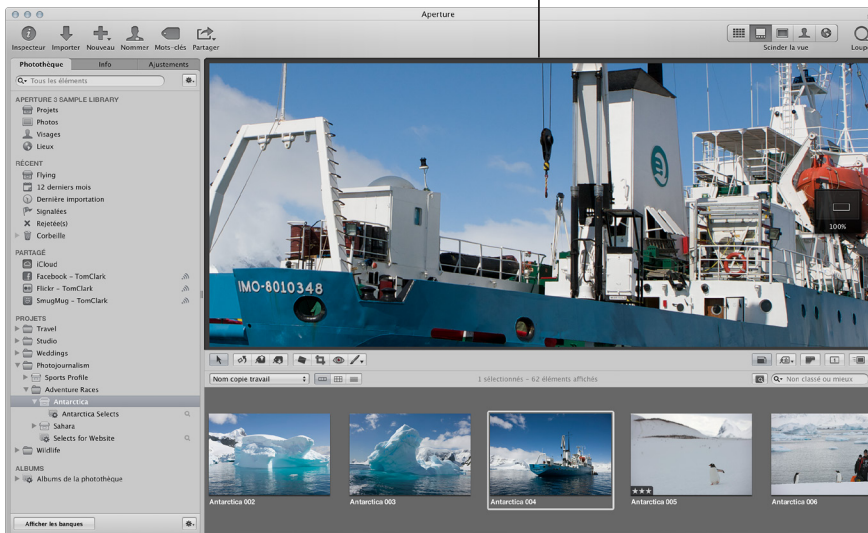 Aperture
Inspecteur Importer Nouveau Nommer Mots-clés Partager
Scinder la vue
Photothèque Info Ajustements
Tous les éléments
APERTURE 3 SAMPLE LIBRARY
Projets
Photos
Visages
Lieux
RÉCENT
Flying
12 derniers mois
Dernière importation
Signalées
Rejetée(s)
Corbeille
PARTAGÉ
iCloud
Facebook – TomClark
Flickr – TomClark
SmugMug – TomClark
PROJETS
Travel
Studio
Weddings
Photojournalism
Sports Profile
Adventure Races
Antarctica
Antarctica Selects
Sahara
Selects for Website
Wildlife
ALBUMS
Albums de la photothèque
Afficher les banques
IMO-8010348
100%
Nom copie travail
1 sélectionnés – 62 éléments affichés
Non classé ou mieux
Antarctica 002
Antarctica 003
Antarctica 004
Antarctica 005
Antarctica 006